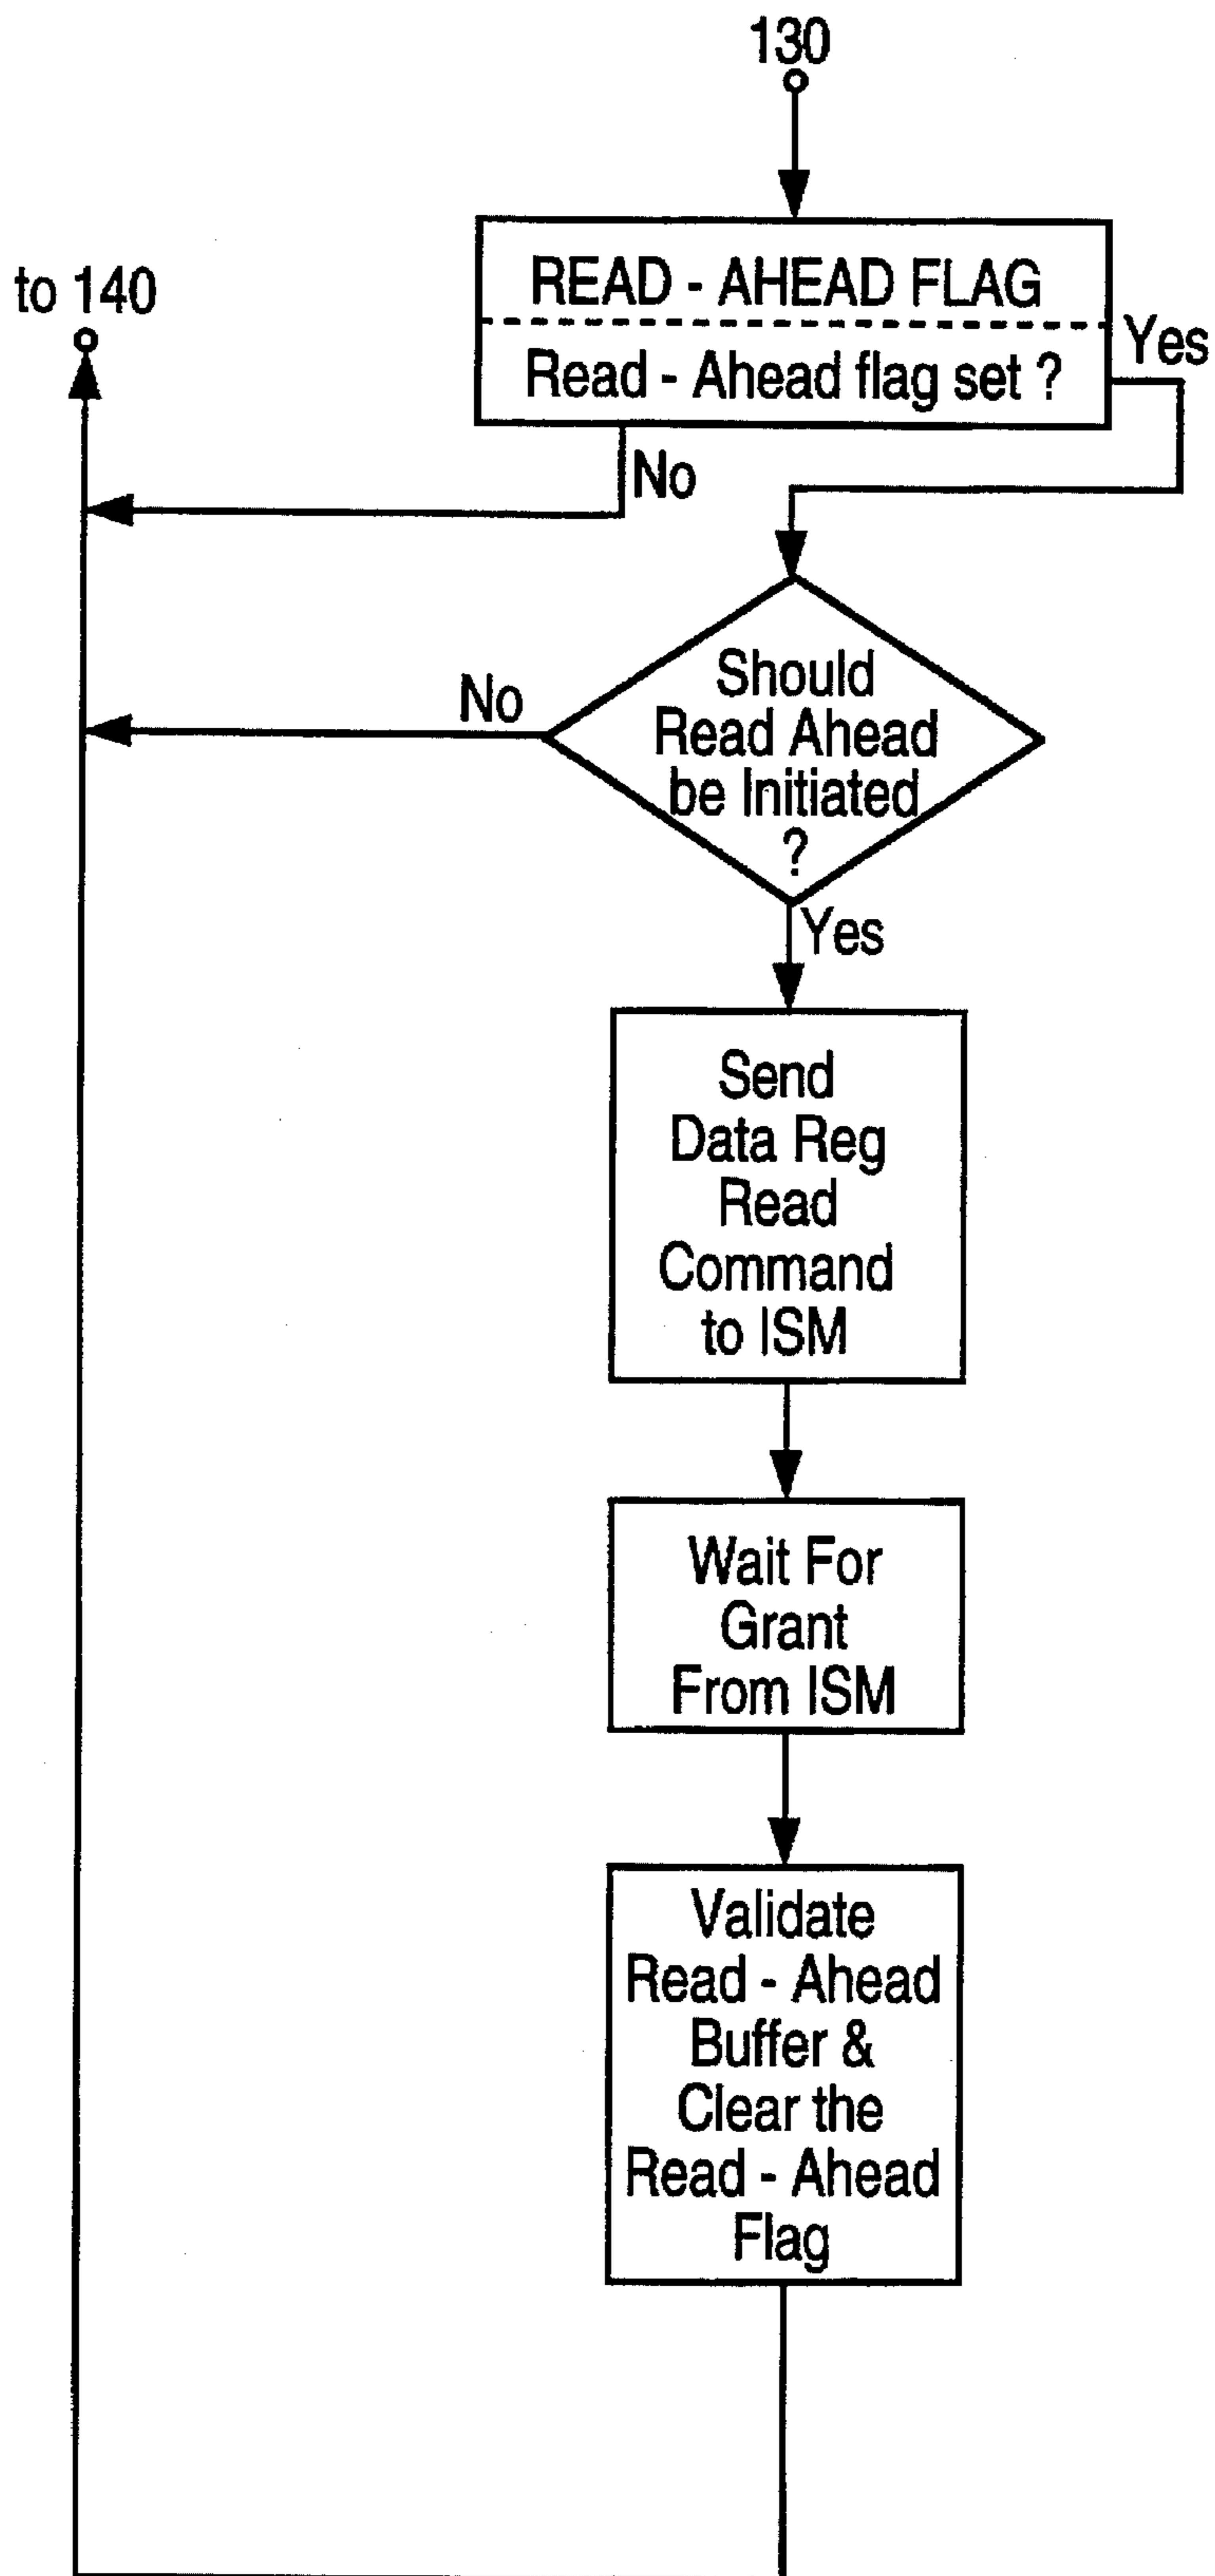 130
to 140
READ - AHEAD FLAG
Read - Ahead flag set ?
Yes
No
Should
Read Ahead
be Initiated
?
No
Yes
Send
Data Reg
Read
Command
to ISM
Wait For
Grant
From ISM
Validate
Read - Ahead
Buffer &
Clear the
Read - Ahead
Flag